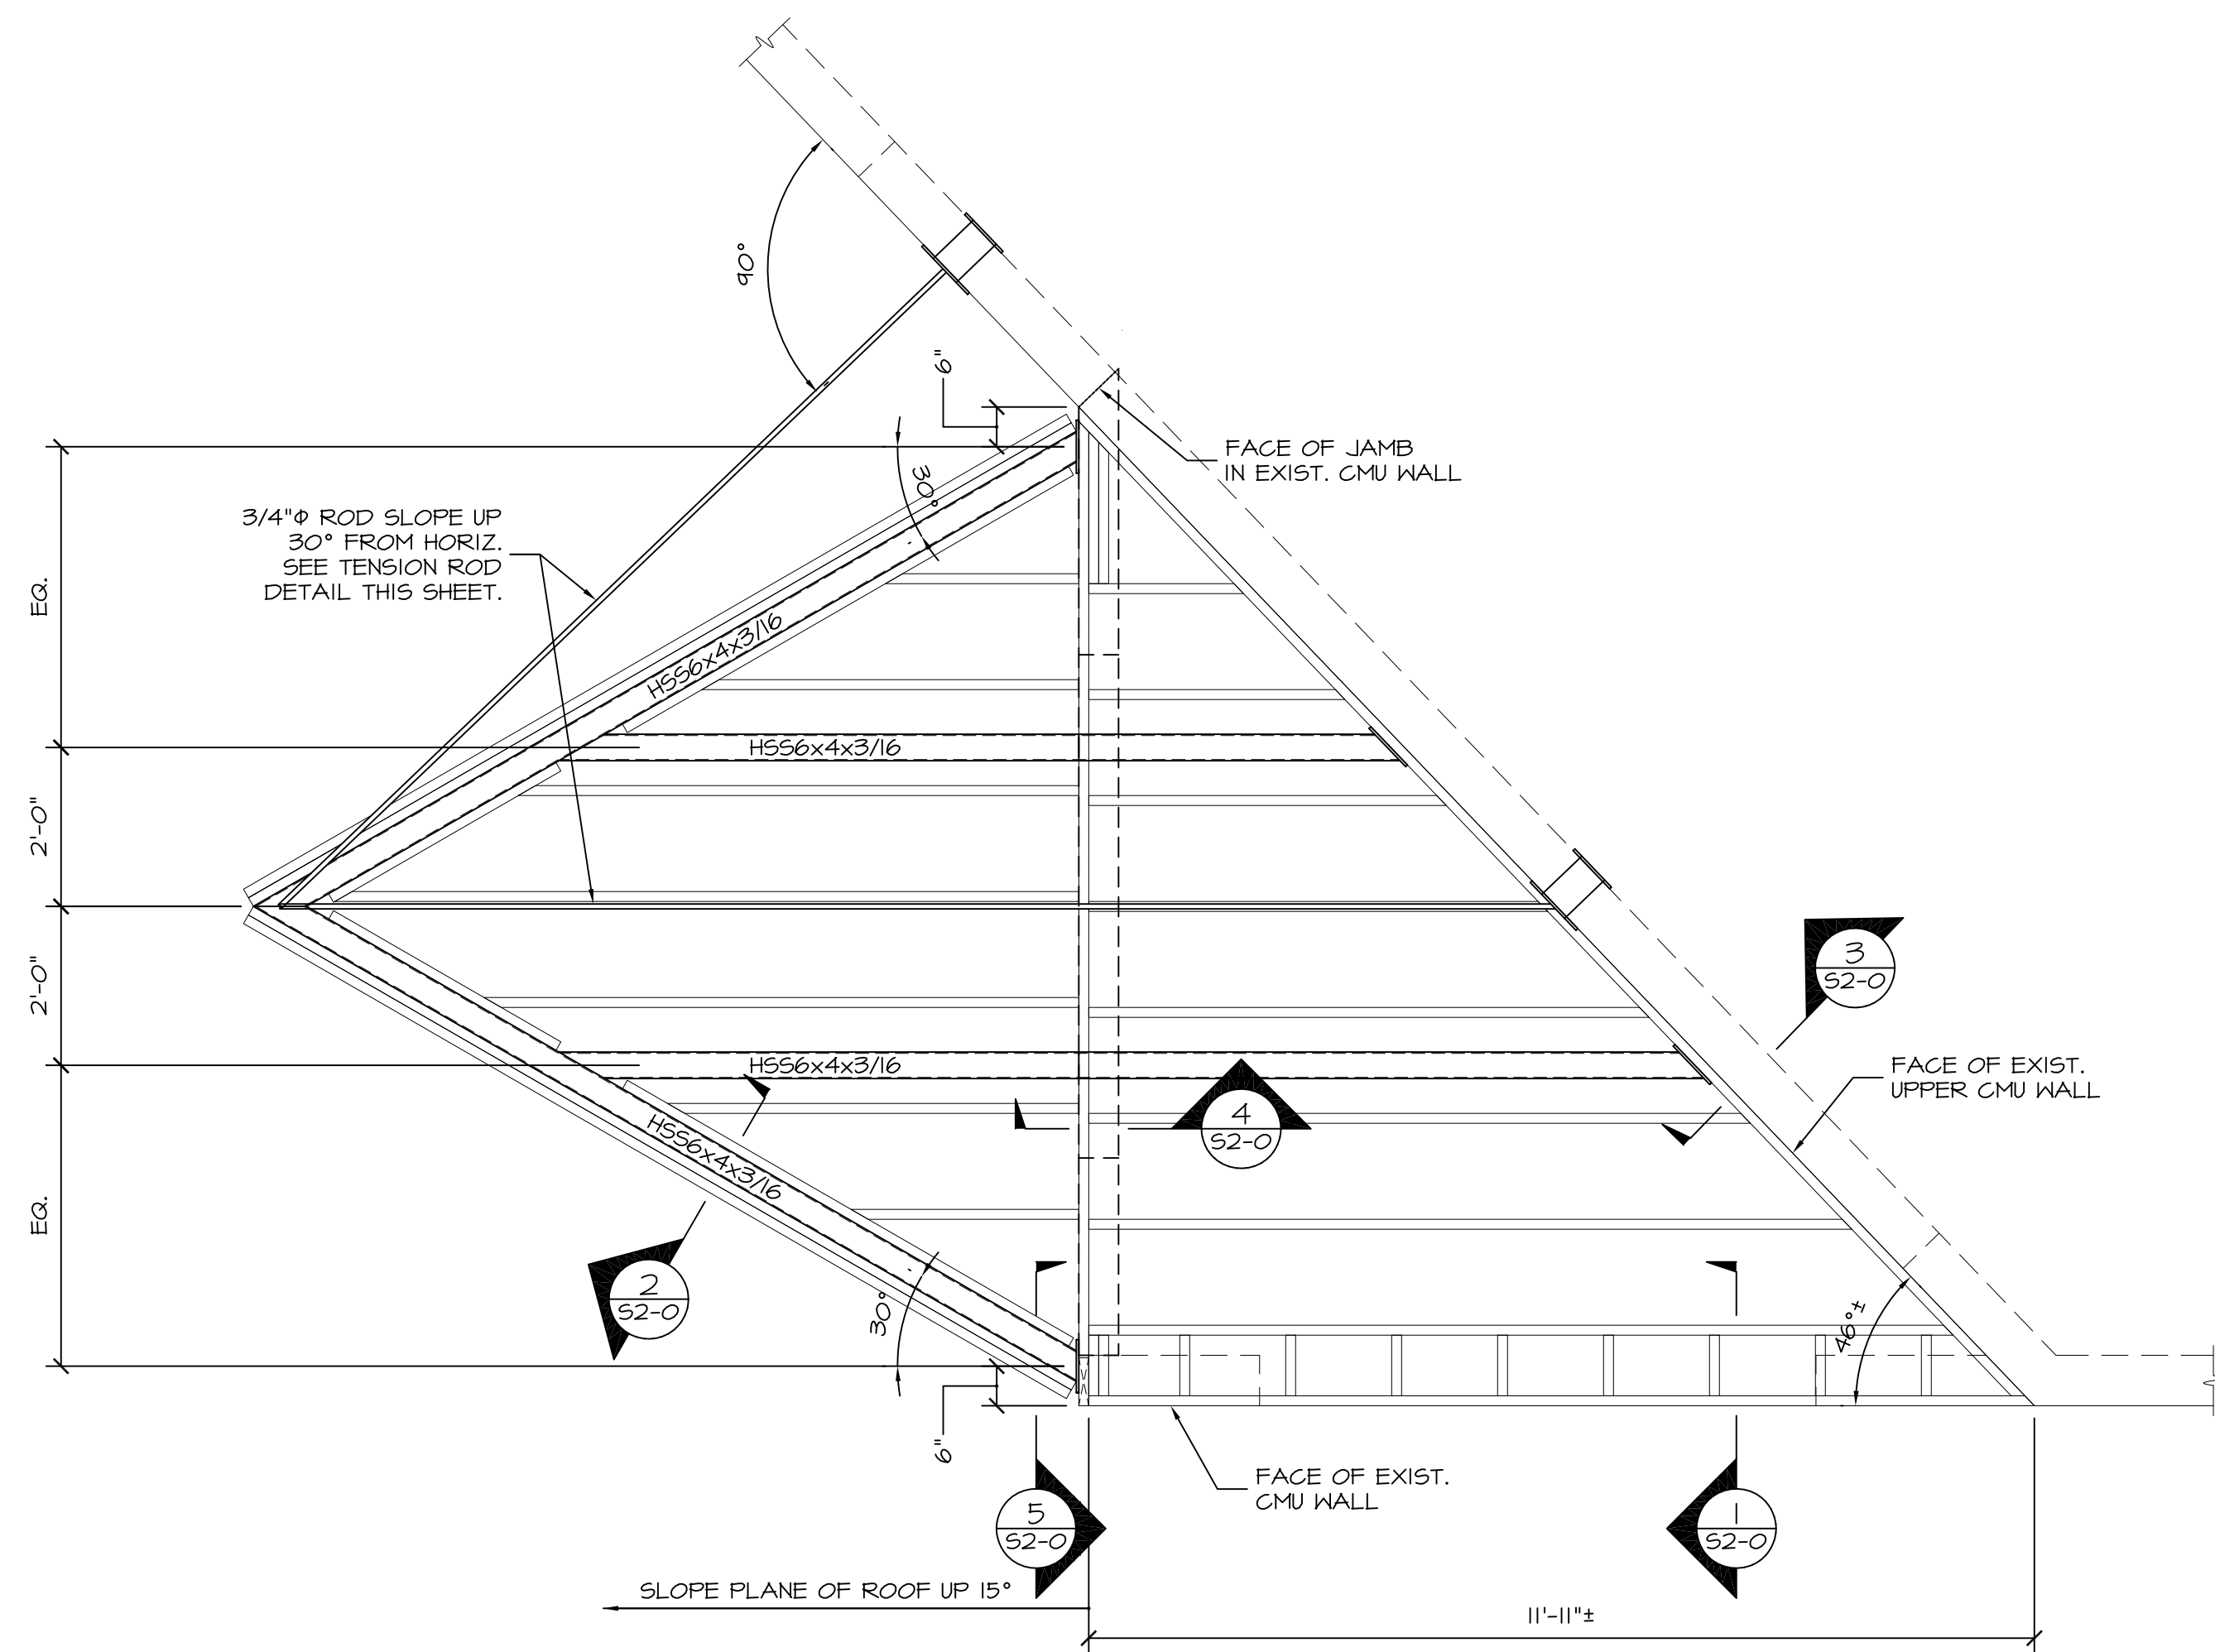 90°
6"
FACE OF JAMB
IN EXIST. CMU WALL
30°
3/4"Φ ROD SLOPE UP
30° FROM HORIZ.
SEE TENSION ROD
DETAIL THIS SHEET.
EQ.
HSS6x4x3/16
HSS6x4x3/16
2'-0"
2'-0"
3
S2-0
HSS6x4x3/16
FACE OF EXIST.
UPPER CMU WALL
4
S2-0
HSS6x4x3/16
EQ.
2
S2-0
30°
46°±
6"
FACE OF EXIST.
CMU WALL
5
S2-0
1
S2-0
SLOPE PLANE OF ROOF UP 15°
11'-11"±